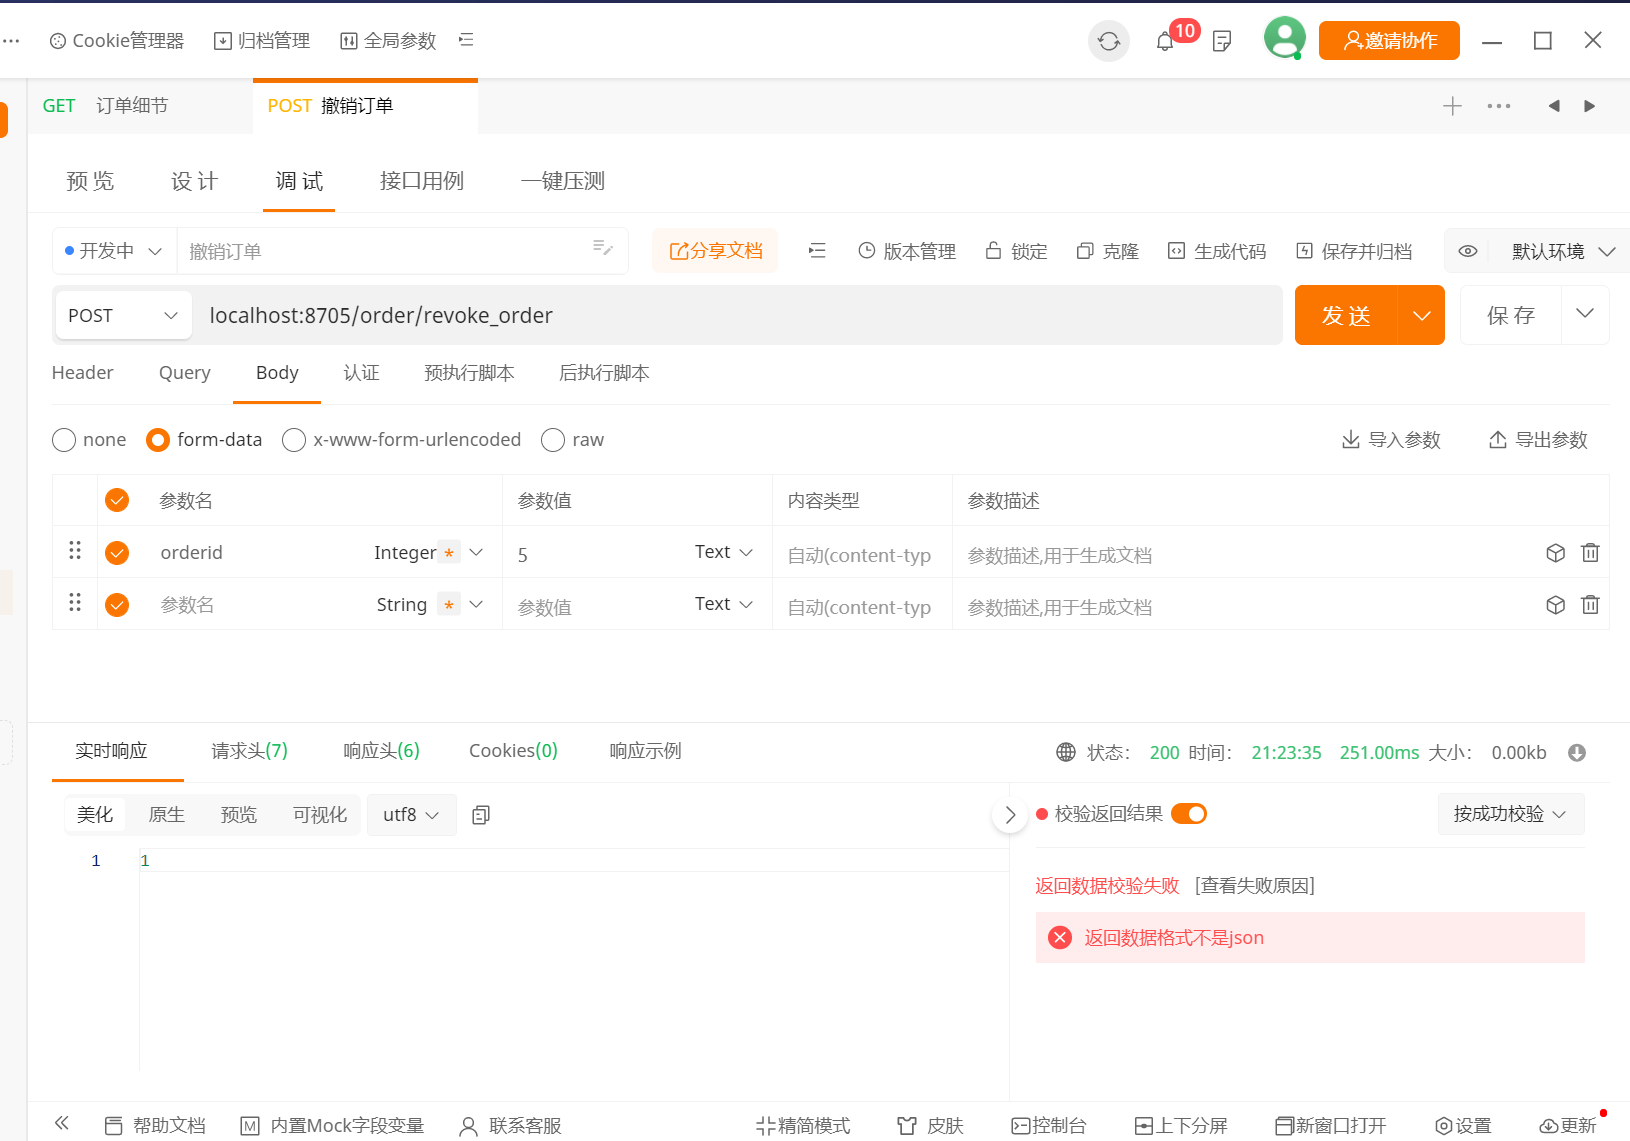 Cookie管理器 归档管理 全局参数 10 邀请协作
GET 订单细节 POST 撤销订单
预览 设计 调试 接口用例 一键压测
开发中 撤销订单 分享文档 版本管理 锁定 克隆 生成代码 保存并归档 默认环境
POST localhost:8705/order/revoke_order 发送 保存
Header Query Body 认证 预执行脚本 后执行脚本
none form-data x-www-form-urlencoded raw 导入参数 导出参数
参数名 参数值 内容类型 参数描述
orderid Integer * 5 Text 自动(content-typ 参数描述,用于生成文档
参数名 String * 参数值 Text 自动(content-typ 参数描述,用于生成文档
实时响应 请求头(7) 响应头(6) Cookies(0) 响应示例 状态： 200 时间： 21:23:35 251.00ms 大小： 0.00kb
美化 原生 预览 可视化 utf8 校验返回结果 按成功校验
1 1
返回数据校验失败 [查看失败原因]
返回数据格式不是json
帮助文档 M 内置Mock字段变量 联系客服 精简模式 皮肤 控制台 上下分屏 新窗口打开 设置 更新